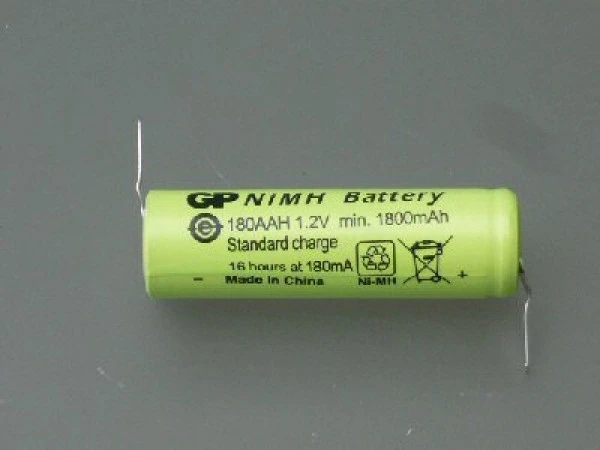 GP NiMH Battery
180AAH 1.2V min. 1800mAh
Standard charge
16 hours at 180mA
- Made in China Ni-MH +